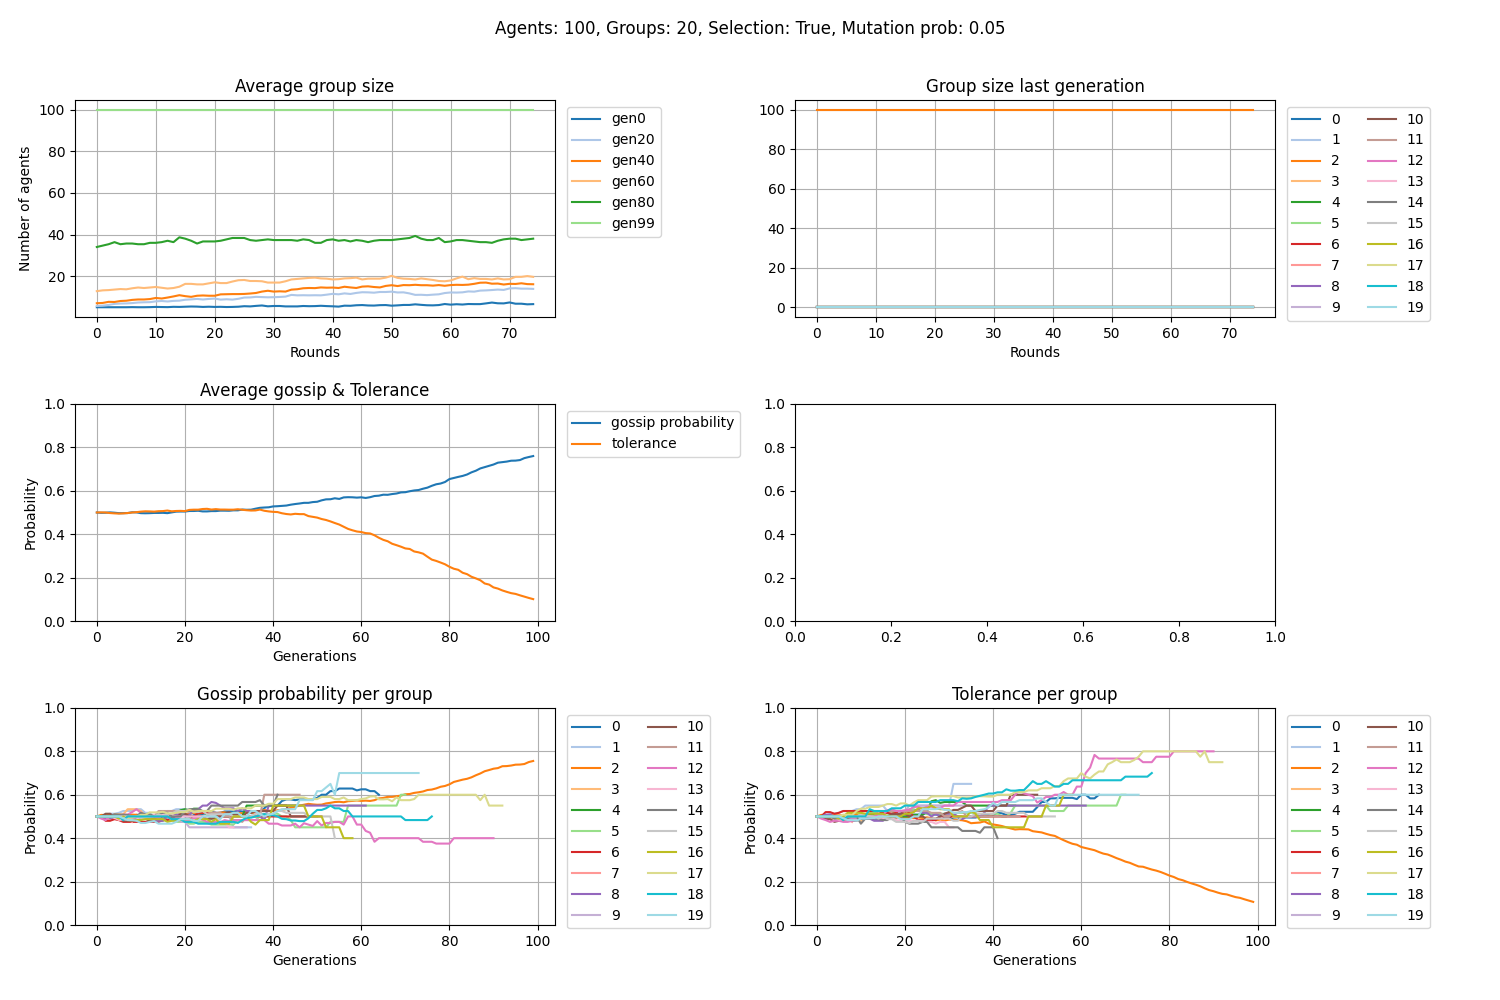 Agents: 100, Groups: 20, Selection: True, Mutation prob: 0.05
Average group size
Number of agents
100
80
60
40
20
0 10 20 30 40 50 60 70
Rounds
gen0
gen20
gen40
gen60
gen80
gen99
Group size last generation
100
80
60
40
20
0
0 10 20 30 40 50 60 70
Rounds
0 10
1 11
2 12
3 13
4 14
5 15
6 16
7 17
8 18
9 19
Average gossip & Tolerance
Probability
1.0
0.8
0.6
0.4
0.2
0.0
0 20 40 60 80 100
Generations
gossip probability
tolerance
1.0
0.8
0.6
0.4
0.2
0.0
0.0 0.2 0.4 0.6 0.8 1.0
Gossip probability per group
Probability
1.0
0.8
0.6
0.4
0.2
0.0
0 20 40 60 80 100
Generations
0 10
1 11
2 12
3 13
4 14
5 15
6 16
7 17
8 18
9 19
Tolerance per group
Probability
1.0
0.8
0.6
0.4
0.2
0.0
0 20 40 60 80 100
Generations
0 10
1 11
2 12
3 13
4 14
5 15
6 16
7 17
8 18
9 19